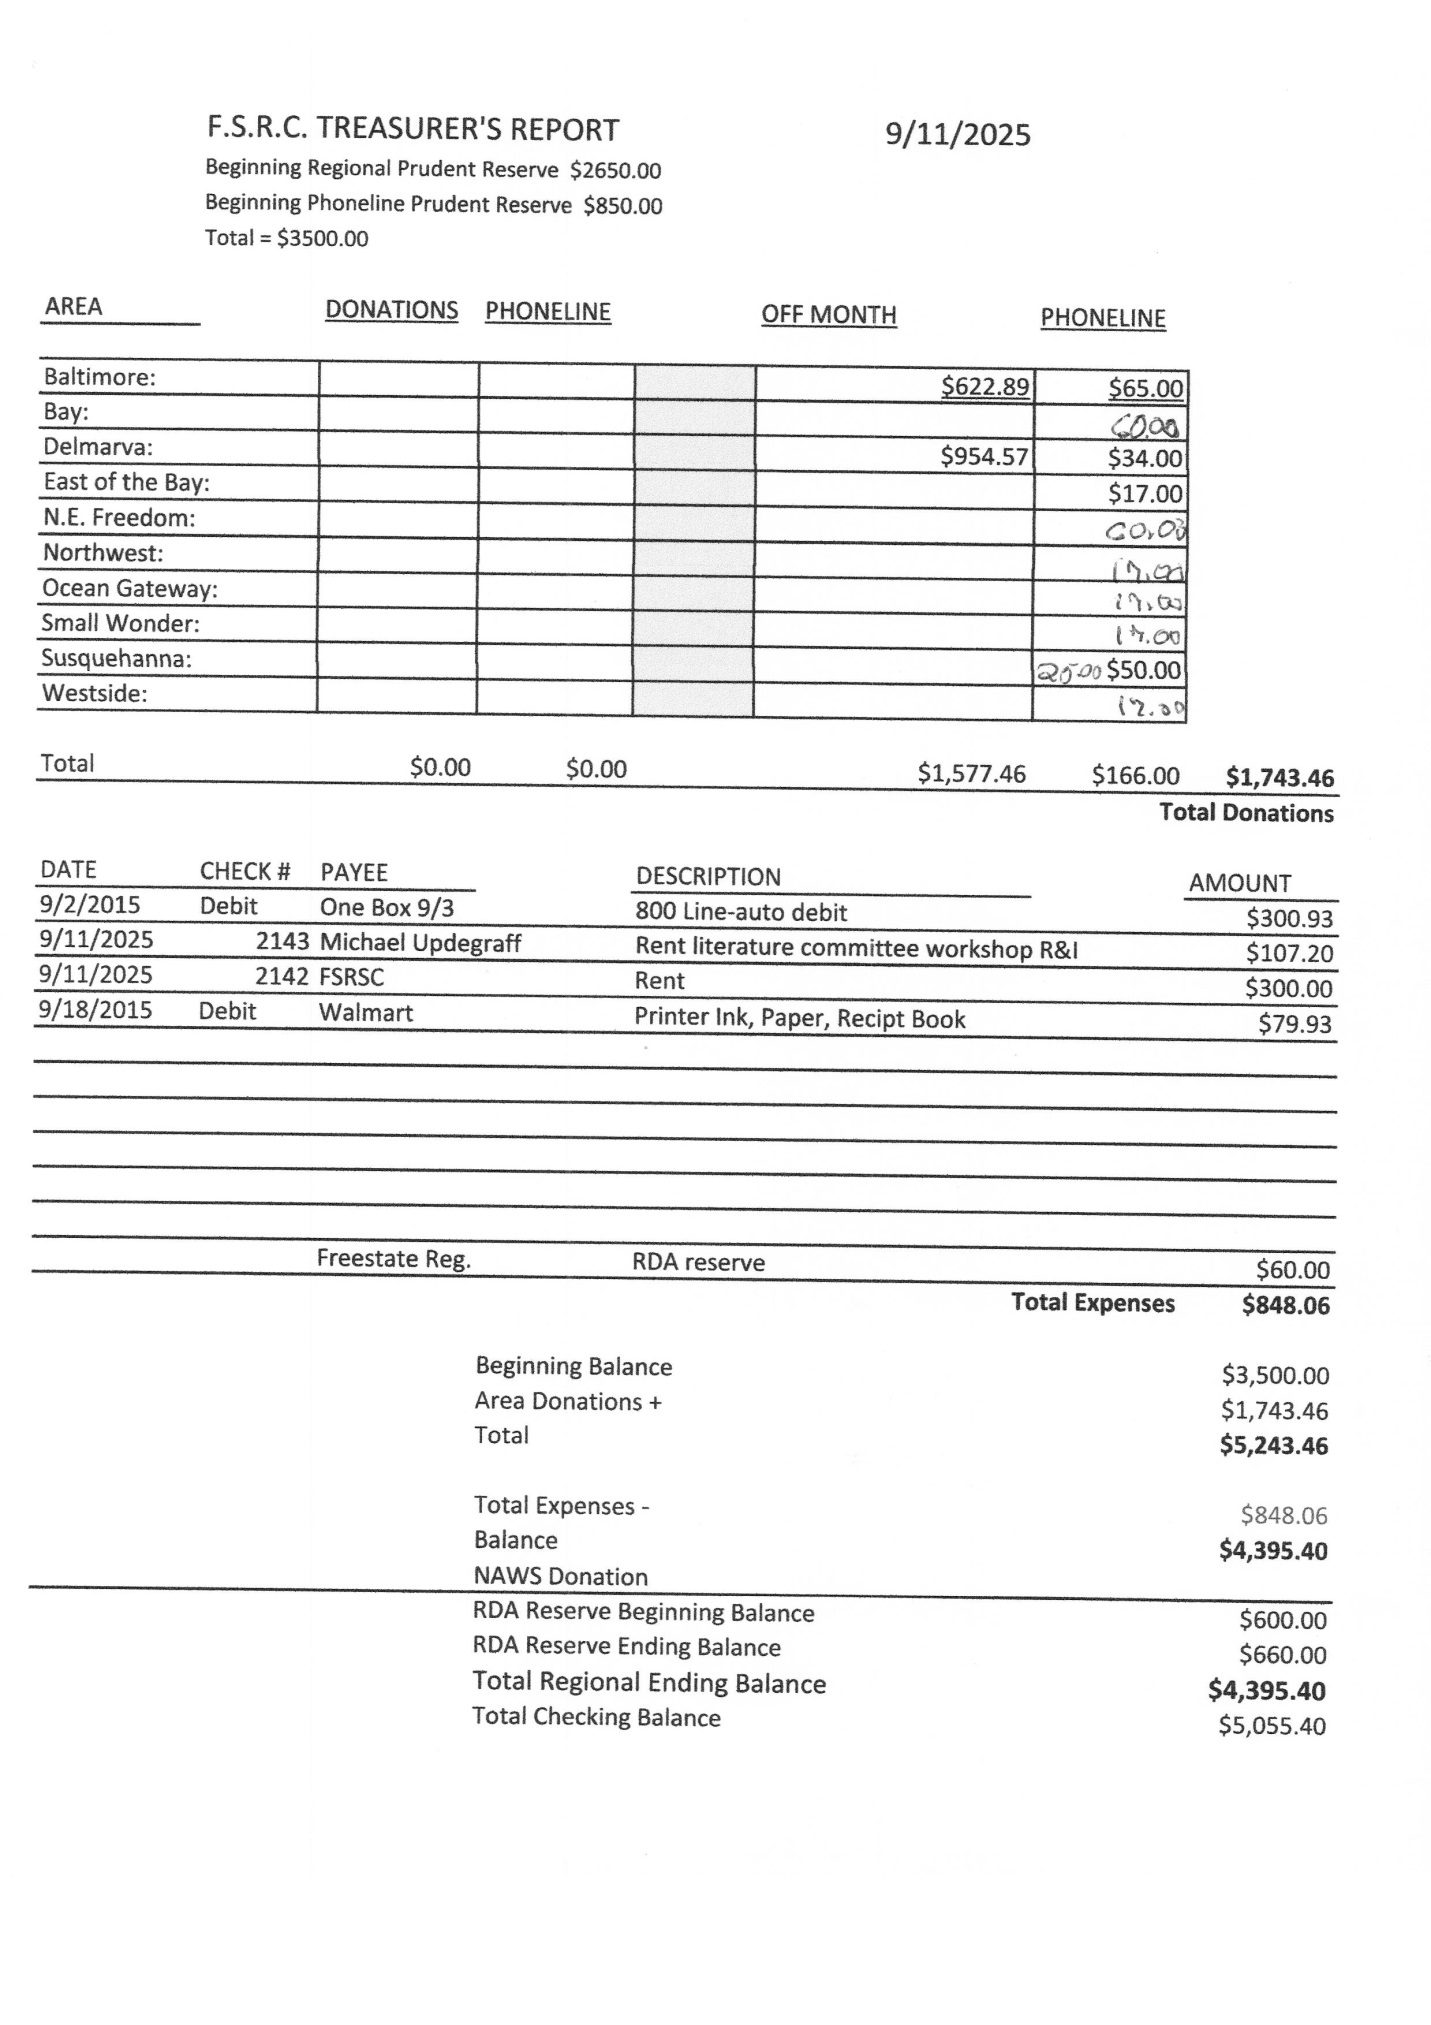 F.S.R.C. TREASURER'S REPORT 9/11/2025
Beginning Regional Prudent Reserve $2650.00
Beginning Phoneline Prudent Reserve $850.00
Total = $3500.00
AREA DONATIONS PHONELINE OFF MONTH PHONELINE
Baltimore: $622.89 $65.00
Bay: 60.00
Delmarva: $954.57 $34.00
East of the Bay: $17.00
N.E. Freedom: 60.00
Northwest: 17.00
Ocean Gateway: 17.00
Small Wonder: 17.00
Susquehanna: 25.00 $50.00
Westside: 17.00
Total $0.00 $0.00 $1,577.46 $166.00 $1,743.46
Total Donations
DATE CHECK # PAYEE DESCRIPTION AMOUNT
9/2/2015 Debit One Box 9/3 800 Line-auto debit $300.93
9/11/2025 2143 Michael Updegraff Rent literature committee workshop R&I $107.20
9/11/2025 2142 FSRSC Rent $300.00
9/18/2015 Debit Walmart Printer Ink, Paper, Recipt Book $79.93
Freestate Reg. RDA reserve $60.00
Total Expenses $848.06
Beginning Balance $3,500.00
Area Donations + $1,743.46
Total $5,243.46
Total Expenses - $848.06
Balance $4,395.40
NAWS Donation
RDA Reserve Beginning Balance $600.00
RDA Reserve Ending Balance $660.00
Total Regional Ending Balance $4,395.40
Total Checking Balance $5,055.40